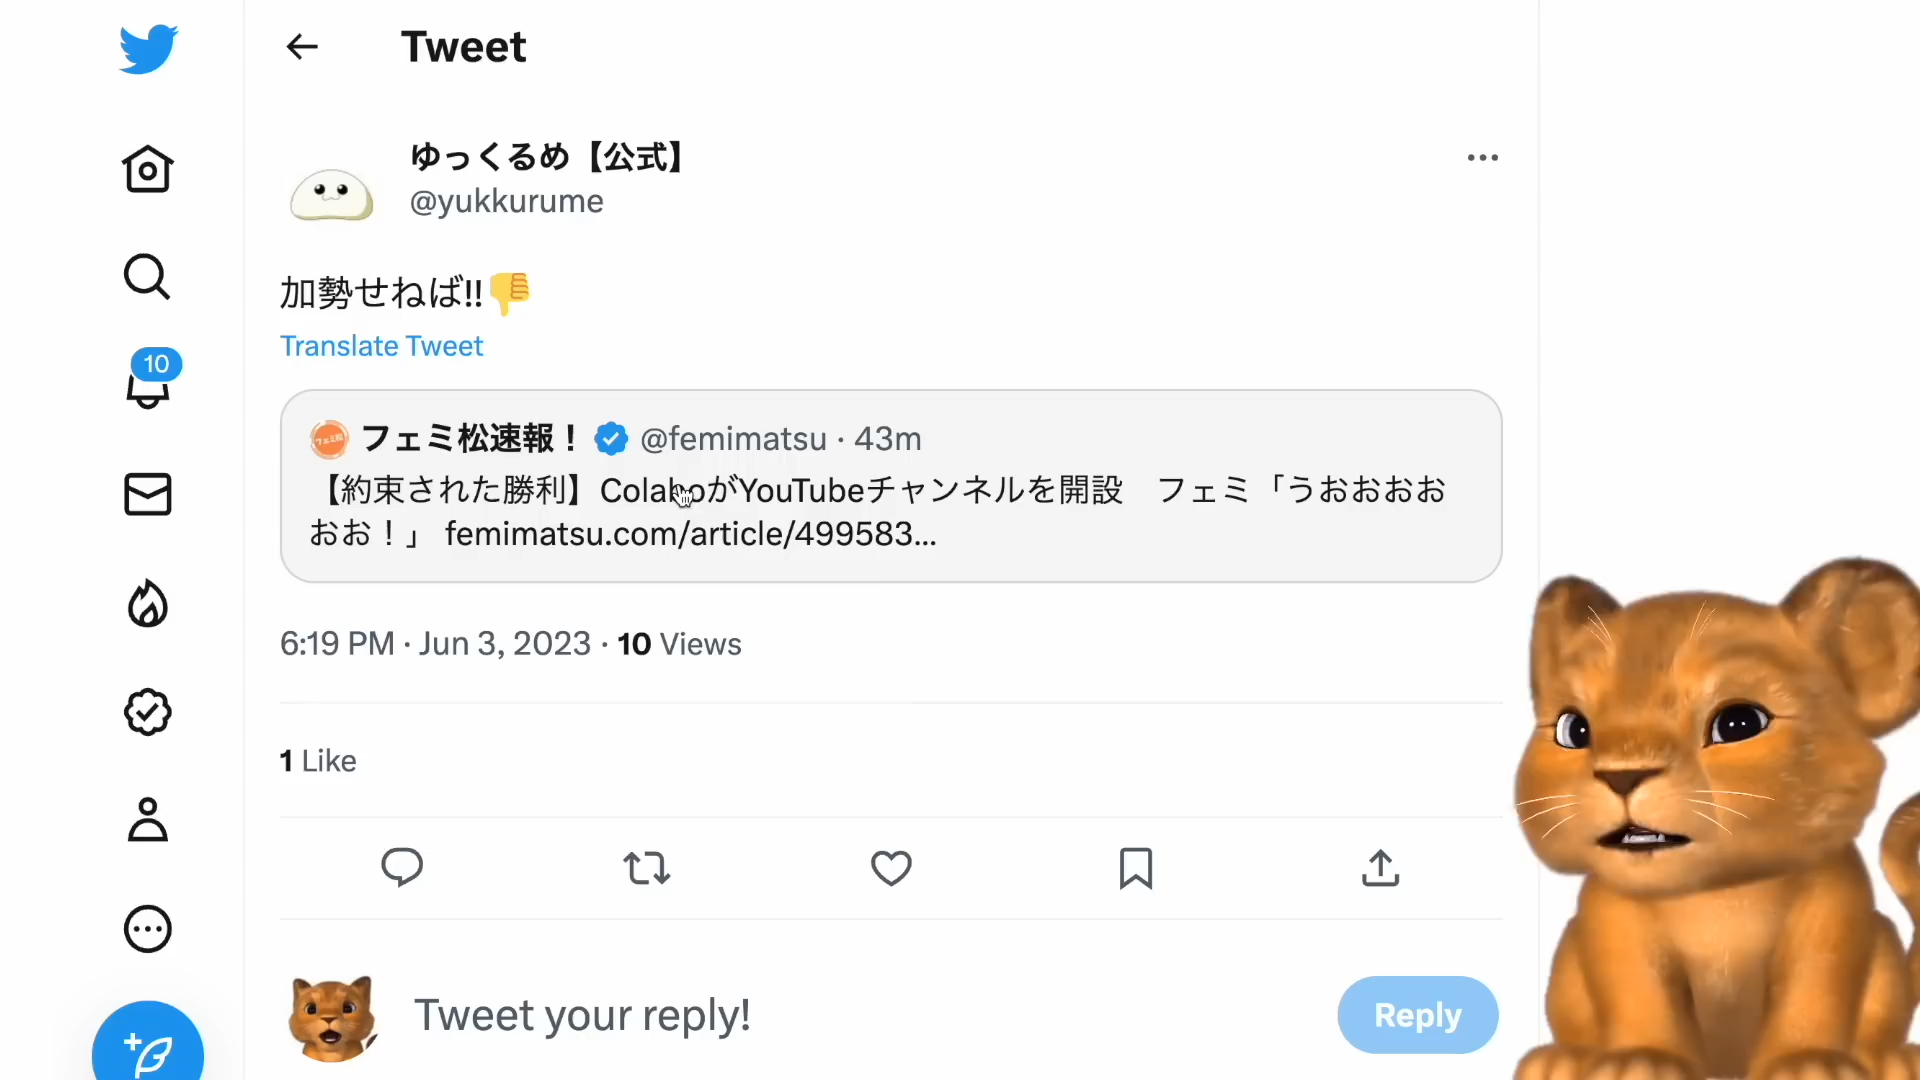 Tweet
ゆっくるめ【公式】
@yukkurume
加勢せねば!!👎
Translate Tweet
フェミ松速報！ @femimatsu · 43m
【約束された勝利】ColaboがYouTubeチャンネルを開設　フェミ「うおおおお
おお！」 femimatsu.com/article/499583…
6:19 PM · Jun 3, 2023 · 10 Views
1 Like
10
Tweet your reply!
Reply